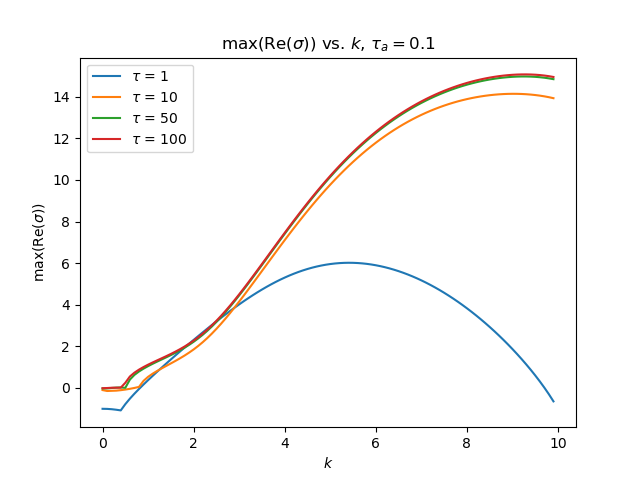 max(Re(σ)) vs. k, τₐ = 0.1
τ = 1
τ = 10
τ = 50
τ = 100
max(Re(σ))
14
12
10
8
6
4
2
0
0 2 4 6 8 10
k